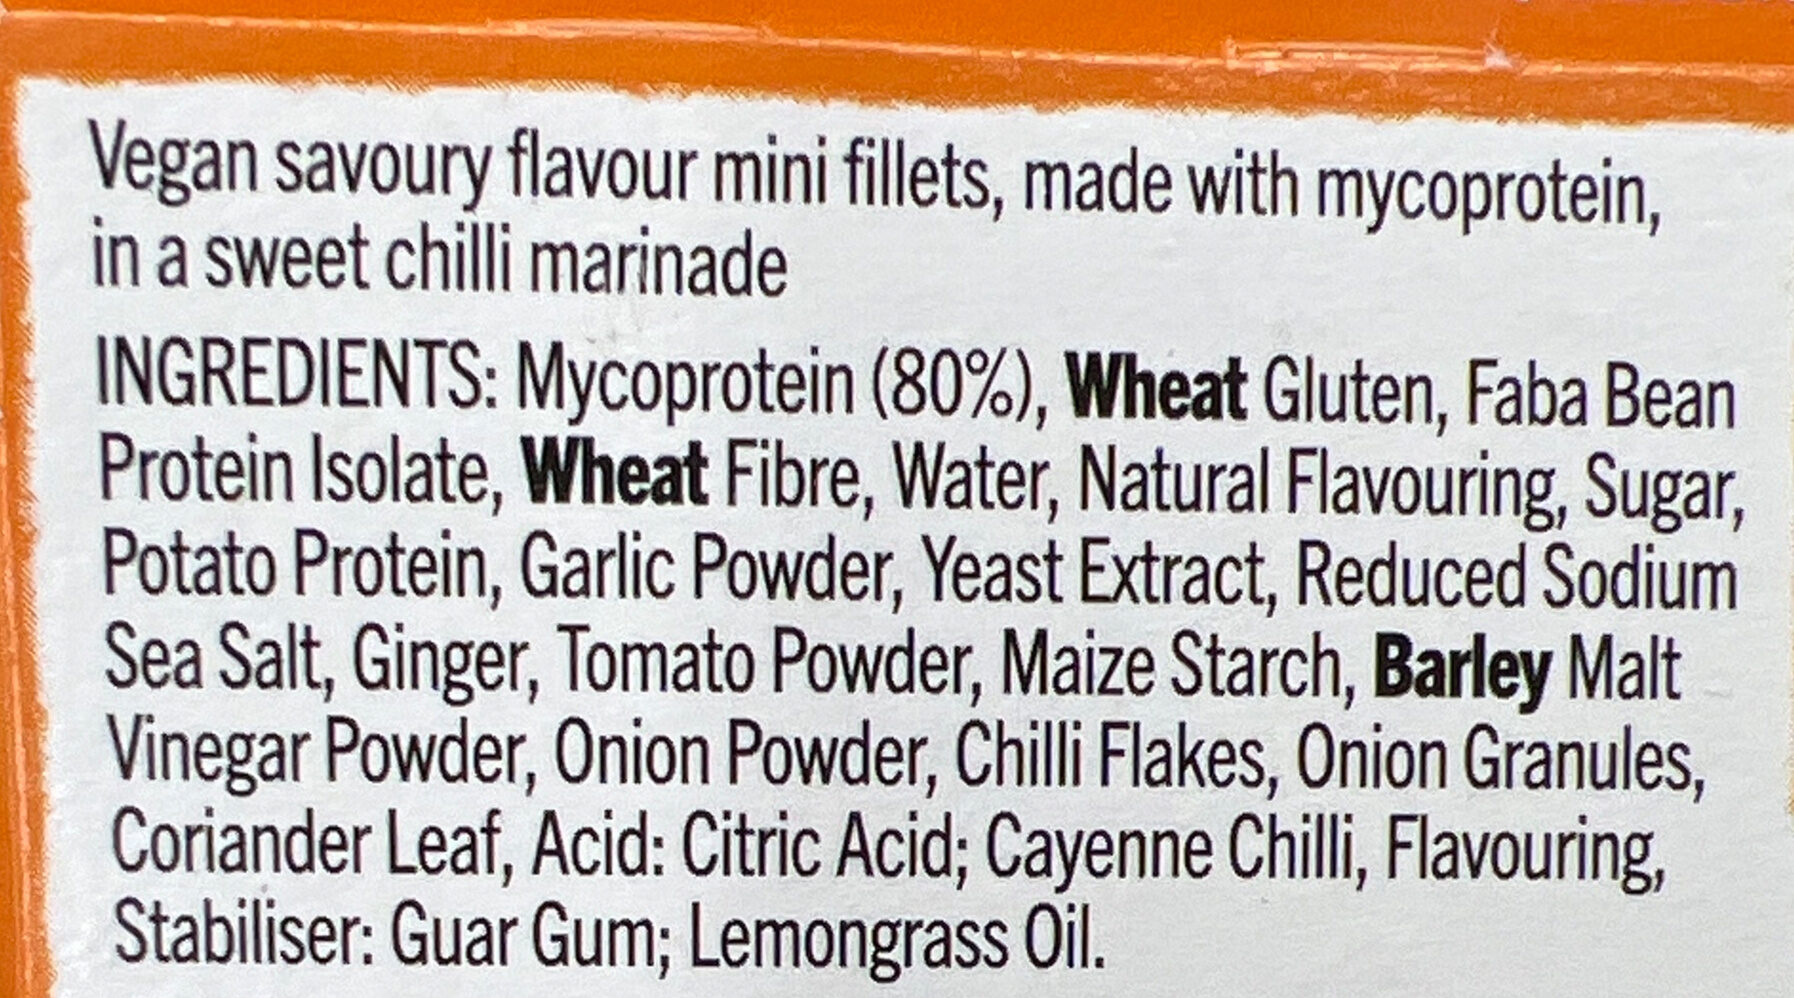 Vegan savoury flavour mini fillets, made with mycoprotein,
in a sweet chilli marinade
INGREDIENTS: Mycoprotein (80%), Wheat Gluten, Faba Bean
Protein Isolate, Wheat Fibre, Water, Natural Flavouring, Sugar,
Potato Protein, Garlic Powder, Yeast Extract, Reduced Sodium
Sea Salt, Ginger, Tomato Powder, Maize Starch, Barley Malt
Vinegar Powder, Onion Powder, Chilli Flakes, Onion Granules,
Coriander Leaf, Acid: Citric Acid; Cayenne Chilli, Flavouring,
Stabiliser: Guar Gum; Lemongrass Oil.